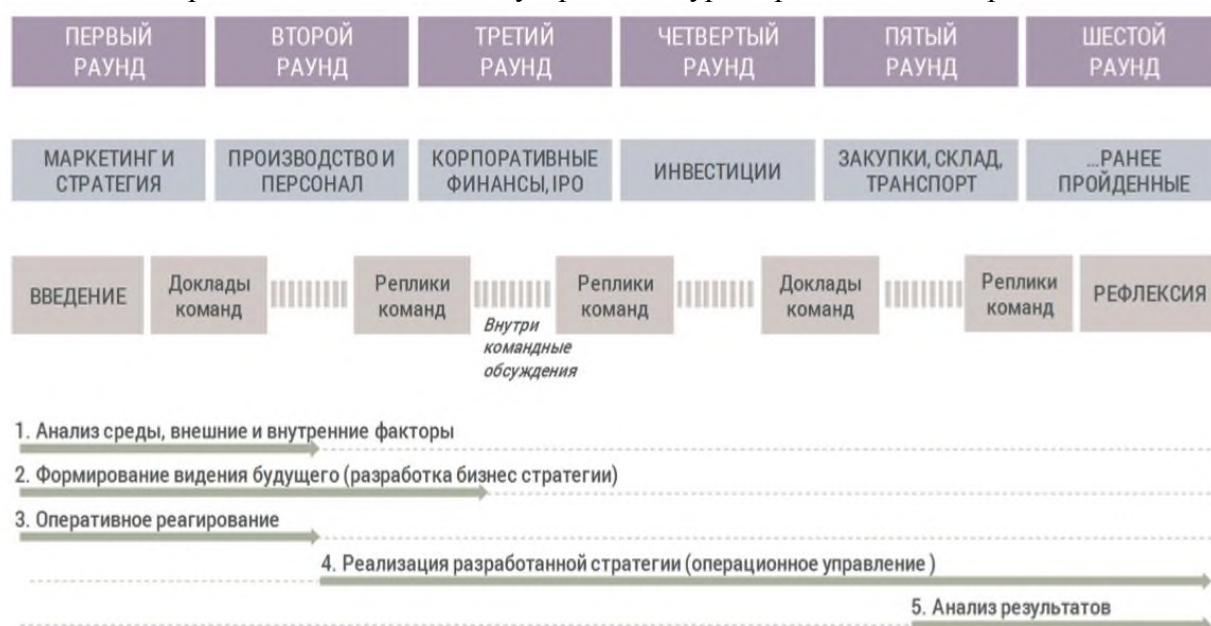 ПЕРВЫЙ
РАУНД
ВТОРОЙ
РАУНД
ТРЕТИЙ
РАУНД
ЧЕТВЕРТЫЙ
РАУНД
ПЯТЫЙ
РАУНД
ШЕСТОЙ
РАУНД
МАРКЕТИНГ И
СТРАТЕГИЯ
ПРОИЗВОДСТВО И
ПЕРСОНАЛ
КОРПОРАТИВНЫЕ
ФИНАНСЫ, IPO
ИНВЕСТИЦИИ
ЗАКУПКИ, СКЛАД,
ТРАНСПОРТ
...РАНЕЕ
ПРОЙДЕННЫЕ
ВВЕДЕНИЕ
Доклады
команд
Реплики
команд
Внутри
командные
обсуждения
Реплики
команд
Доклады
команд
Реплики
команд
РЕФЛЕКСИЯ
1. Анализ среды, внешние и внутренние факторы
2. Формирование видения будущего (разработка бизнес стратегии)
3. Оперативное реагирование
4. Реализация разработанной стратегии (операционное управление )
5. Анализ результатов